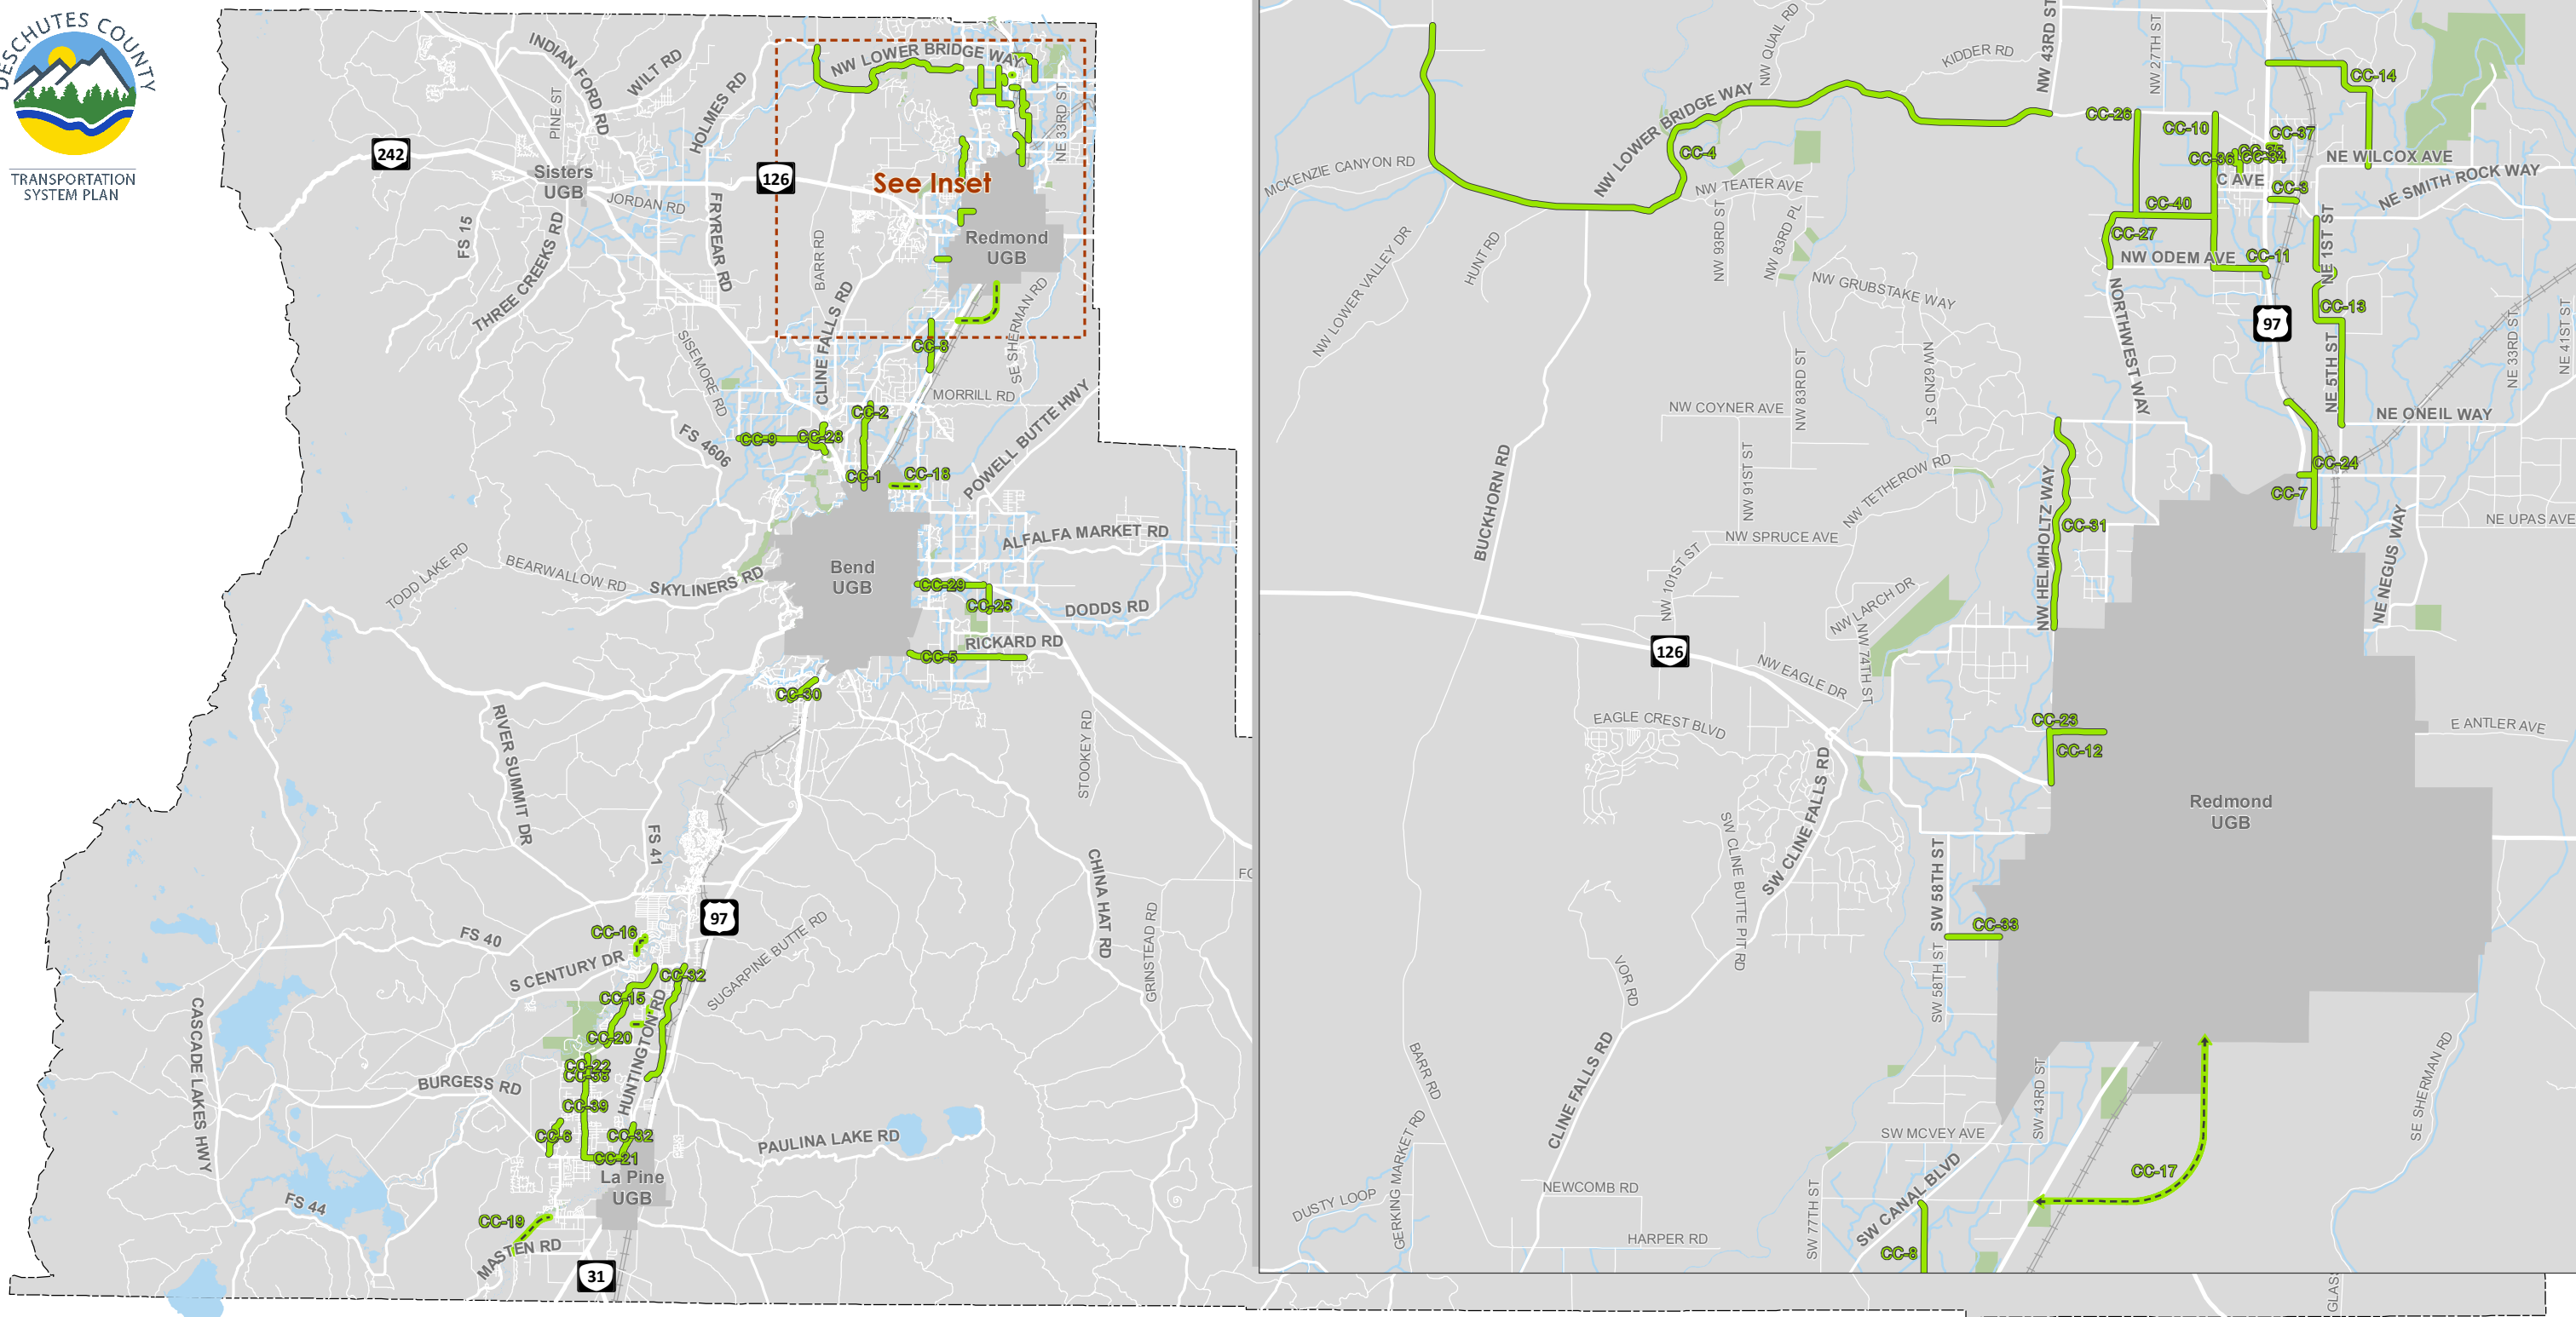 DESCHUTES COUNTY
TRANSPORTATION
SYSTEM PLAN
INDIAN FORD RD
WILT RD
PINE ST
HOLMES RD
NW LOWER BRIDGE WAY
NE 33RD ST
242
126
Sisters
UGB
See Inset
JORDAN RD
FRYREAR RD
FS 15
THREE CREEKS RD
BARR RD
Redmond
UGB
CLINE FALLS RD
SE SHERMAN RD
SISEMORE RD
CC-8
MORRILL RD
CC-2
POWELL BUTTE HWY
FS 4606
CC-9
CC-28
CC-1
CC-18
ALFALFA MARKET RD
TODD LAKE RD
BEARWALLOW RD
SKYLINERS RD
Bend
UGB
CC-29
CC-25
DODDS RD
RICKARD RD
CC-5
CC-30
RIVER SUMMIT DR
STOOKEY RD
FS 41
CHINA HAT RD
97
FS 40
CC-16
S CENTURY DR
SUGARPINE BUTTE RD
GRINSTEAD RD
CC-32
CC-15
CASCADE LAKES HWY
HUNTINGTON RD
CC-20
CC-22
BURGESS RD
CC-39
CC-6
CC-32
CC-21
PAULINA LAKE RD
La Pine
UGB
FS 44
CC-19
MASTEN RD
31
NW QUAIL RD
KIDDER RD
NW 43RD ST
NW 27TH ST
CC-14
NW LOWER BRIDGE WAY
CC-26
CC-10
CC-37
MCKENZIE CANYON RD
CC-4
CC-36
CC-34
NE WILCOX AVE
NW TEATER AVE
C AVE
NE SMITH ROCK WAY
CC-3
CC-40
NW 93RD ST
NW 83RD PL
NW LOWER VALLEY DR
HUNT RD
CC-27
NE 1ST ST
NW ODEM AVE
CC-11
NW GRUBSTAKE WAY
NORTHWEST WAY
CC-13
97
NE 33RD ST
NE 41ST ST
NW 83RD ST
NW 62ND ST
NE 5TH ST
NW COYNER AVE
NE ONEIL WAY
BUCKHORN RD
NW 91ST ST
NW TETHEROW RD
CC-24
NW HELMHOLTZ WAY
CC-7
NW 101ST ST
NW SPRUCE AVE
CC-31
NE UPAS AVE
NE NEGUS WAY
NW LARCH DR
126
NW 74TH ST
NW EAGLE DR
EAGLE CREST BLVD
CC-23
E ANTLER AVE
CC-12
SW CLINE FALLS RD
Redmond
UGB
SW CLINE BUTTE PIT RD
SW 58TH ST
CC-33
SW 58TH ST
VOR RD
BARR RD
CLINE FALLS RD
SE SHERMAN RD
SW 43RD ST
SW MCVEY AVE
GERKING MARKET RD
CC-17
DUSTY LOOP
NEWCOMB RD
SW 77TH ST
SW CANAL BLVD
HARPER RD
CC-8